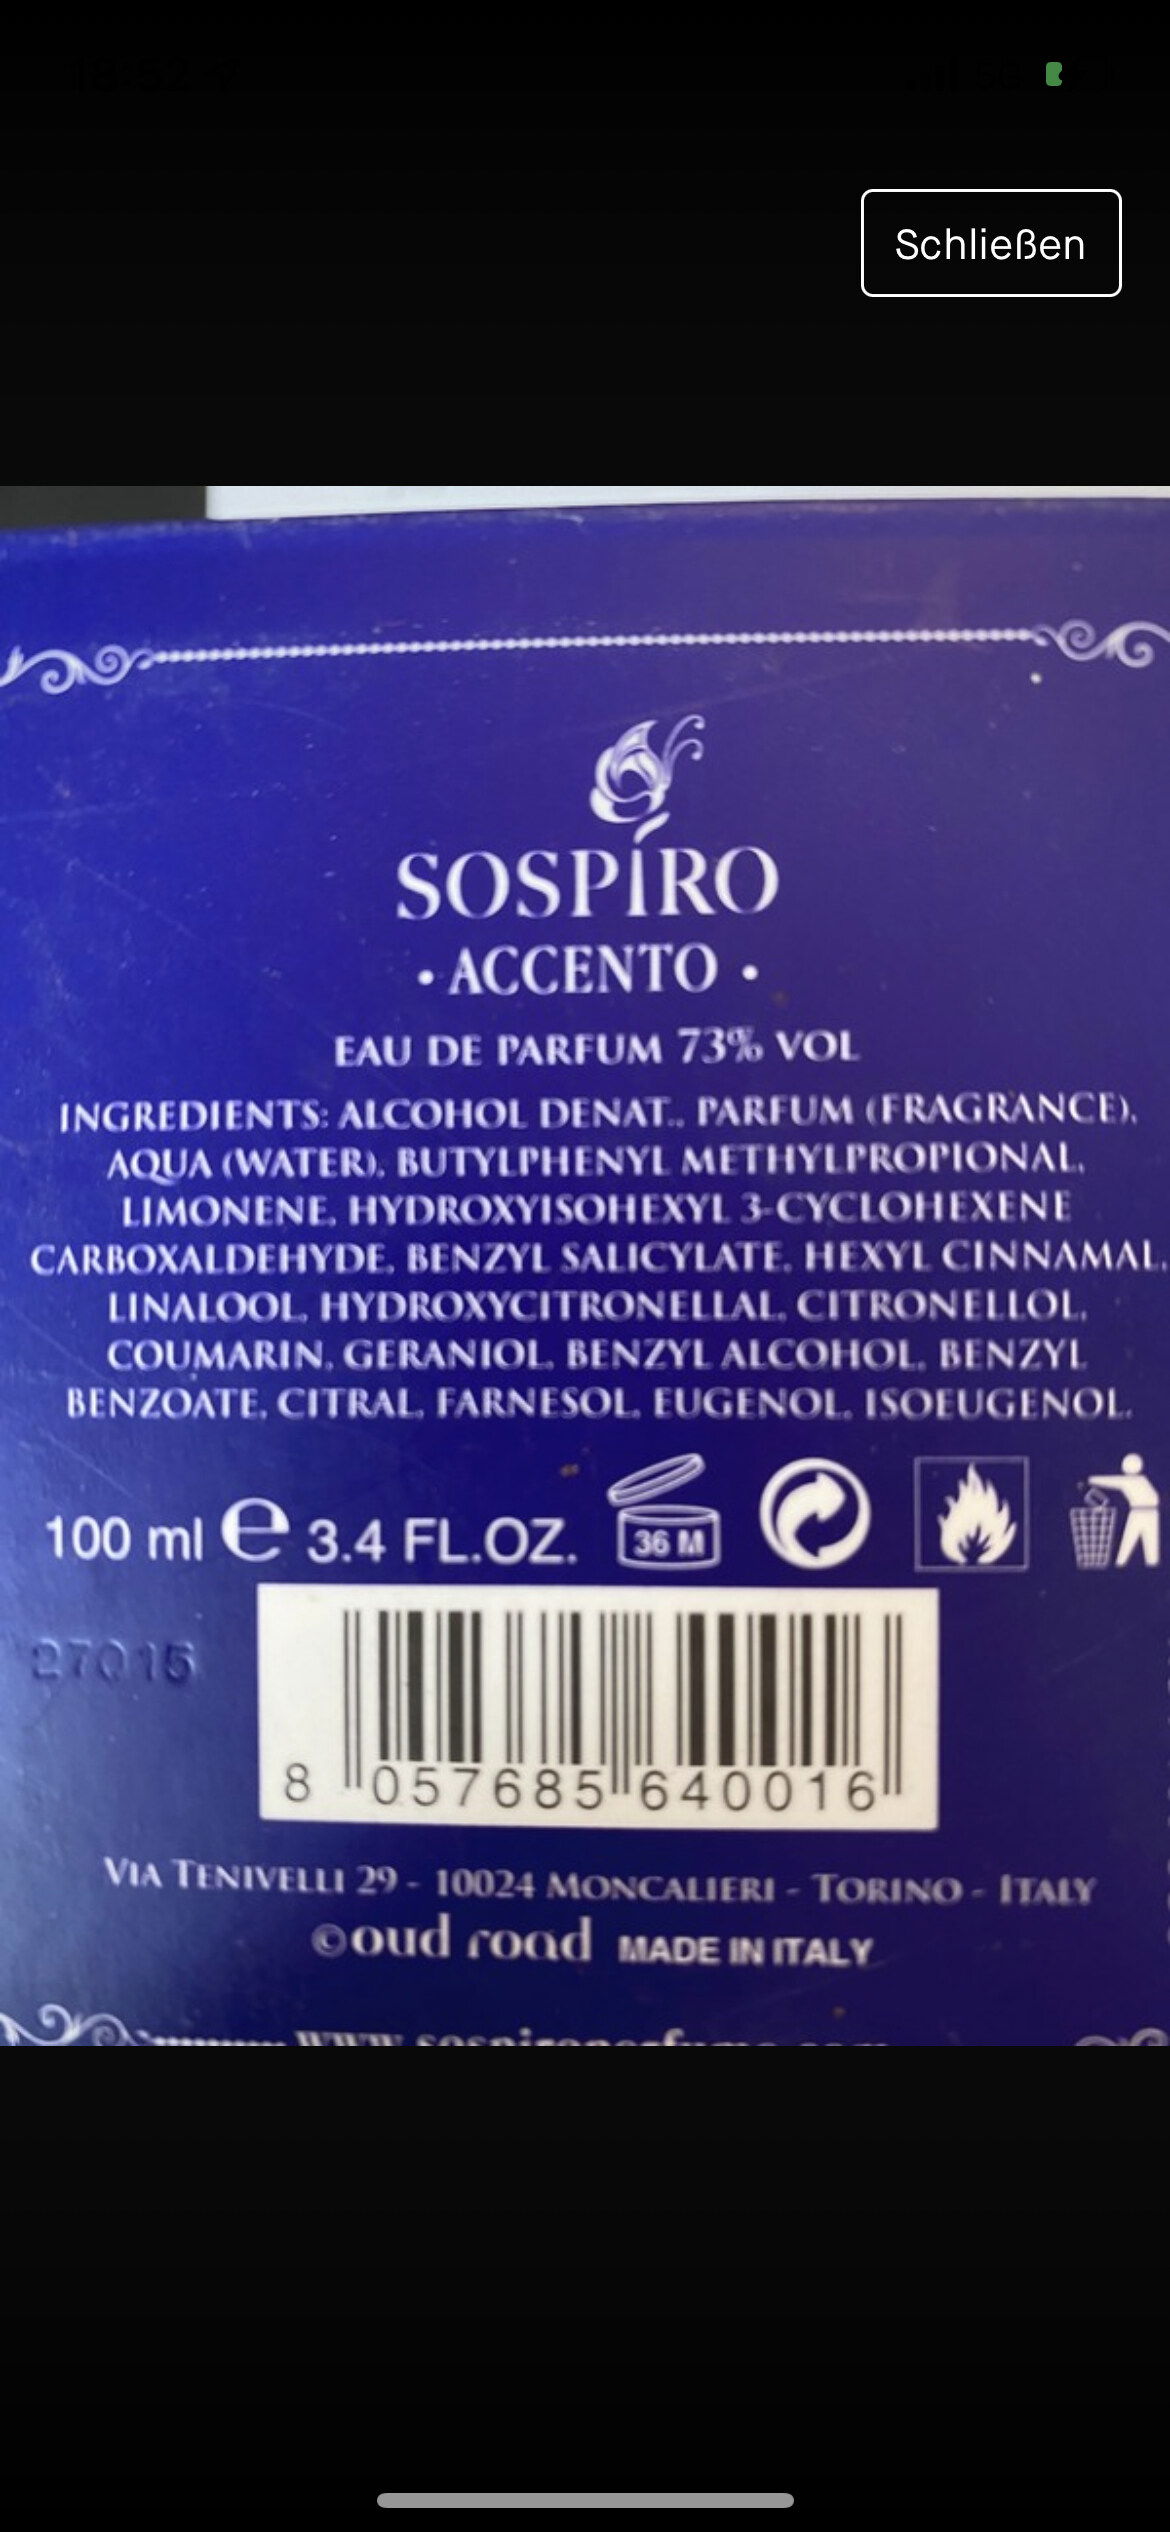 18:52
Schließen
SOSPÍRO
• ACCENTO •
EAU DE PARFUM 73% VOL
INGREDIENTS: ALCOHOL DENAT., PARFUM (FRAGRANCE),
AQUA (WATER), BUTYLPHENYL METHYLPROPIONAL,
LIMONENE, HYDROXYISOHEXYL 3-CYCLOHEXENE
CARBOXALDEHYDE, BENZYL SALICYLATE, HEXYL CINNAMAL,
LINALOOL, HYDROXYCITRONELLAL, CITRONELLOL,
COUMARIN, GERANIOL, BENZYL ALCOHOL, BENZYL
BENZOATE, CITRAL, FARNESOL, EUGENOL, ISOEUGENOL.
100 ml e 3.4 FL.OZ. 36 M
27015
8 057685 640016
VIA TENIVELLI 29 - 10024 MONCALIERI - TORINO - ITALY
©oud road MADE IN ITALY